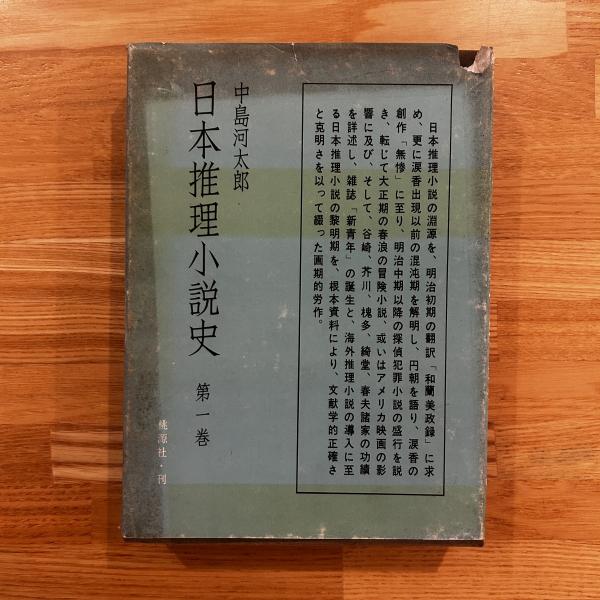 日本推理小説の淵源を、明治初期の翻訳「和蘭美政録」に求
め、更に涙香出現以前の混沌期を解明し、円朝を語り、涙香の
創作「無惨」に至り、明治中期以降の探偵犯罪小説の盛行を説
き、転じて大正期の春浪の冒険小説、或いはアメリカ映画の影
響に及び、そして、谷崎、芥川、槐多、綺堂、春夫諸家の功績
を詳述し、雑誌「新青年」の誕生と、海外推理小説の導入に至
る日本推理小説の黎明期を、根本資料により、文献学的正確さ
と克明さを以って綴った画期的労作。
中島河太郎
日本推理小説史 第一巻
桃源社・刊